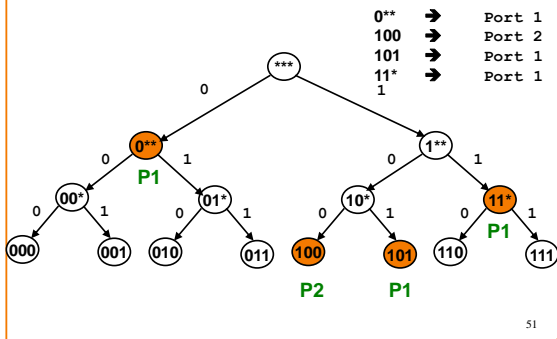 0** ➔ Port 1
100 ➔ Port 2
101 ➔ Port 1
11* ➔ Port 1
***
0 1
0** 1**
P1
0 1 0 1
00* 01* 10* 11*
P1
0 1 0 1 0 1 0 1
000 001 010 011 100 101 110 111
P2 P1
51